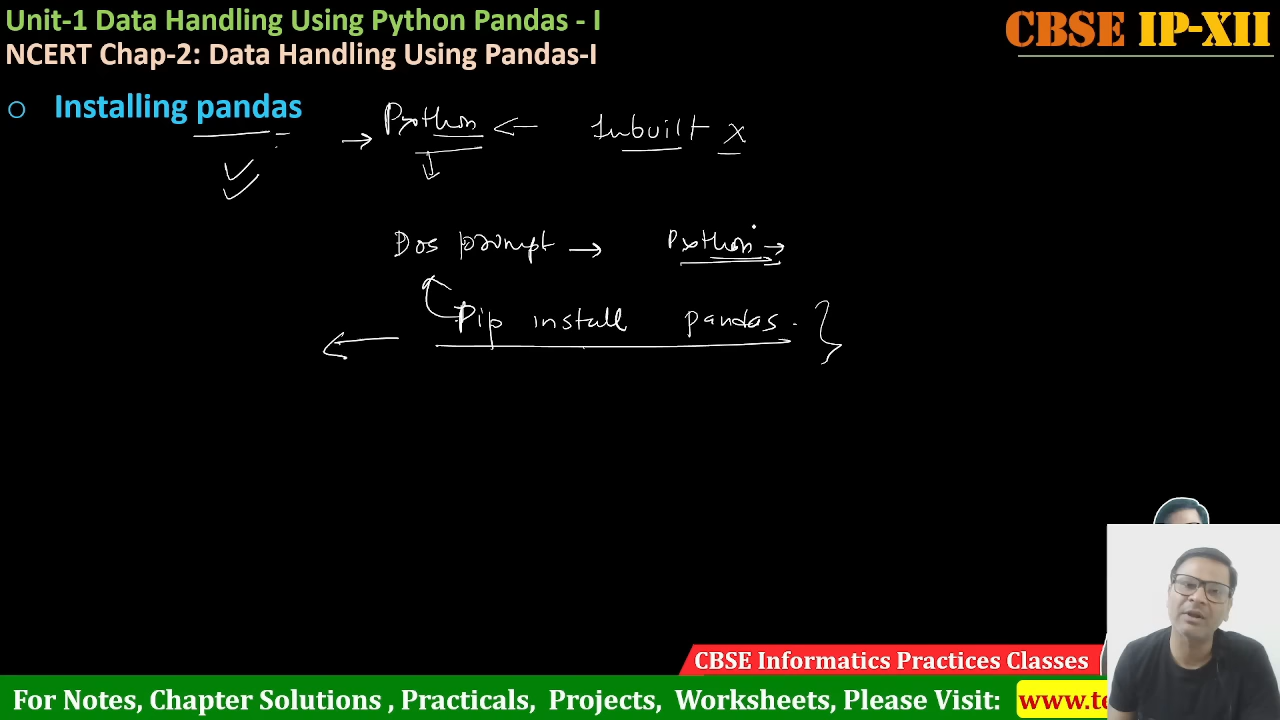 Unit-1 Data Handling Using Python Pandas - I
CBSE IP-XII
NCERT Chap-2: Data Handling Using Pandas-I
Installing pandas
Python Inbuilt x
Dos prompt → Python →
Pip install pandas.
CBSE Informatics Practices Classes
For Notes, Chapter Solutions , Practicals, Projects, Worksheets, Please Visit: